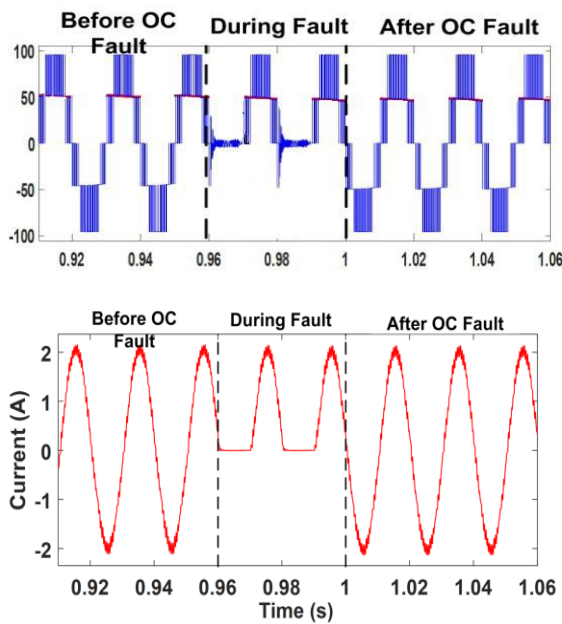 Before OC
Fault
During Fault
After OC Fault
100
50
0
-50
-100
0.92
0.94
0.96
0.98
1
1.02
1.04
1.06
Before OC
Fault
During Fault
After OC Fault
2
1
0
-1
-2
Current (A)
0.92
0.94
0.96
0.98
1
1.02
1.04
1.06
Time (s)